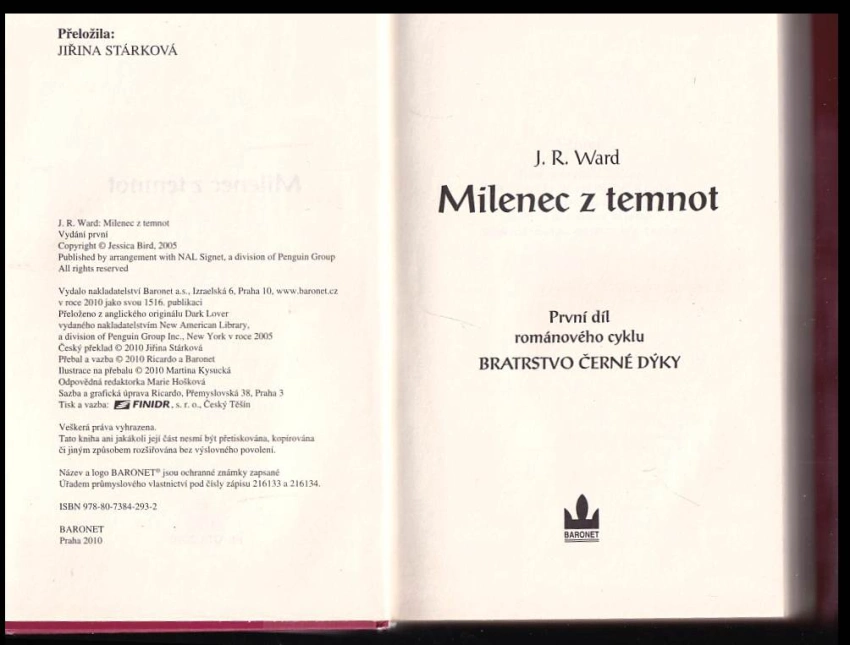 Přeložila:
JIŘINA STÁRKOVÁ
J. R. Ward: Milenec z temnot
Vydání první
Copyright © Jessica Bird, 2005
Published by arrangement with NAL Signet, a division of Penguin Group
All rights reserved
Vydalo nakladatelství Baronet a.s., Izraelská 6, Praha 10, www.baronet.cz
v roce 2010 jako svou 1516. publikaci
Přeloženo z anglického originálu Dark Lover
vydaného nakladatelstvím New American Library,
a division of Penguin Group Inc., New York v roce 2005
Český překlad © 2010 Jiřina Stárková
Přebal a vazba © 2010 Ricardo a Baronet
Ilustrace na přebalu © 2010 Martina Kysucká
Odpovědná redaktorka Marie Hošková
Sazba a grafická úprava Ricardo, Přemyslovská 38, Praha 3
Tisk a vazba: FINIDR, s. r. o., Český Těšín
Veškerá práva vyhrazena.
Tato kniha ani jakákoli její část nesmí být přetiskována, kopírována
či jiným způsobem rozšiřována bez výslovného povolení.
Název a logo BARONET® jsou ochranné známky zapsané
Úřadem průmyslového vlastnictví pod čísly zápisu 216133 a 216134.
ISBN 978-80-7384-293-2
BARONET
Praha 2010
J. R. Ward
Milenec z temnot
První díl
románového cyklu
BRATRSTVO ČERNÉ DÝKY
BARONET